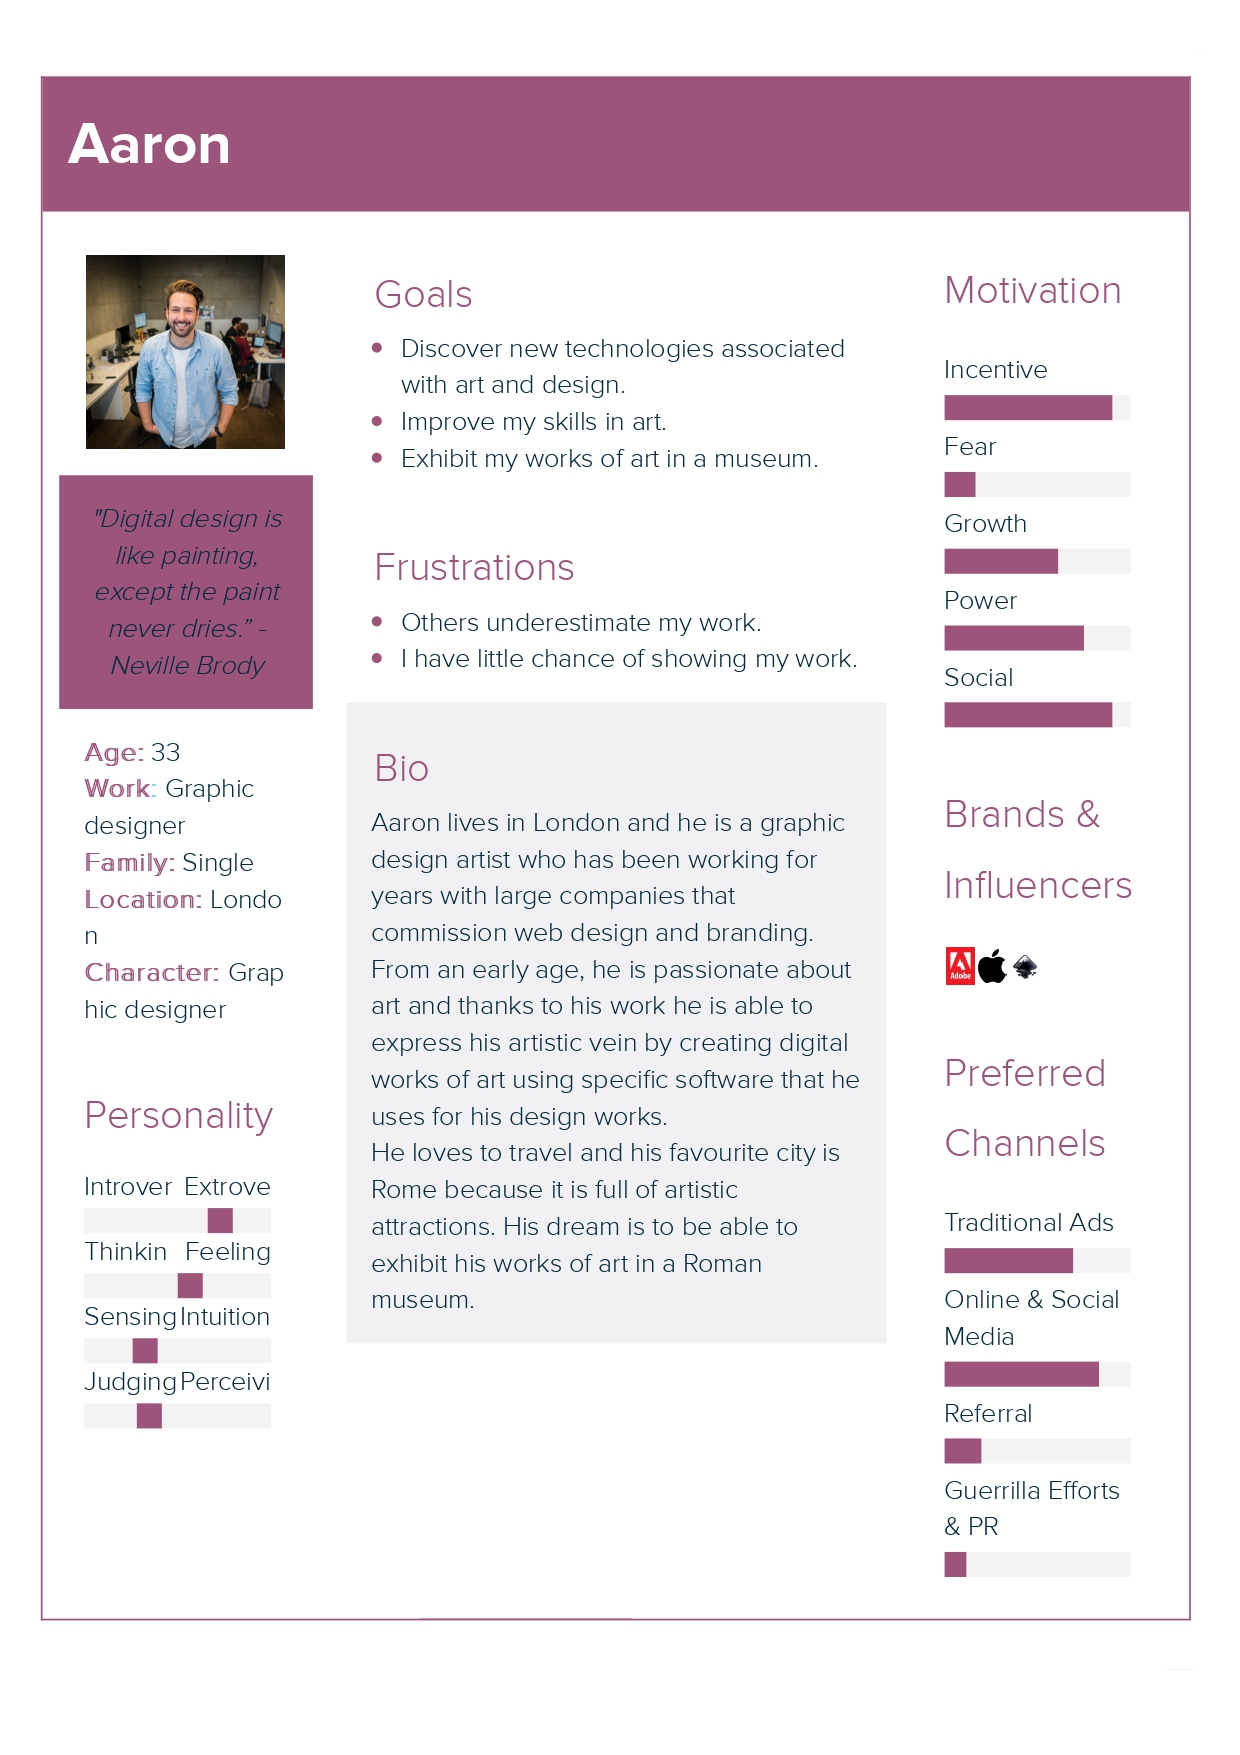 Aaron
"Digital design is
like painting,
except the paint
never dries.” -
Neville Brody
Age: 33
Work: Graphic
designer
Family: Single
Location: Londo
n
Character: Grap
hic designer
Personality
Introver Extrove
Thinkin Feeling
Sensing Intuition
Judging Perceivi
Goals
Discover new technologies associated
with art and design.
Improve my skills in art.
Exhibit my works of art in a museum.
Frustrations
Others underestimate my work.
I have little chance of showing my work.
Bio
Aaron lives in London and he is a graphic
design artist who has been working for
years with large companies that
commission web design and branding.
From an early age, he is passionate about
art and thanks to his work he is able to
express his artistic vein by creating digital
works of art using specific software that he
uses for his design works.
He loves to travel and his favourite city is
Rome because it is full of artistic
attractions. His dream is to be able to
exhibit his works of art in a Roman
museum.
Motivation
Incentive
Fear
Growth
Power
Social
Brands &
Influencers
Adobe
Preferred
Channels
Traditional Ads
Online & Social
Media
Referral
Guerrilla Efforts
& PR